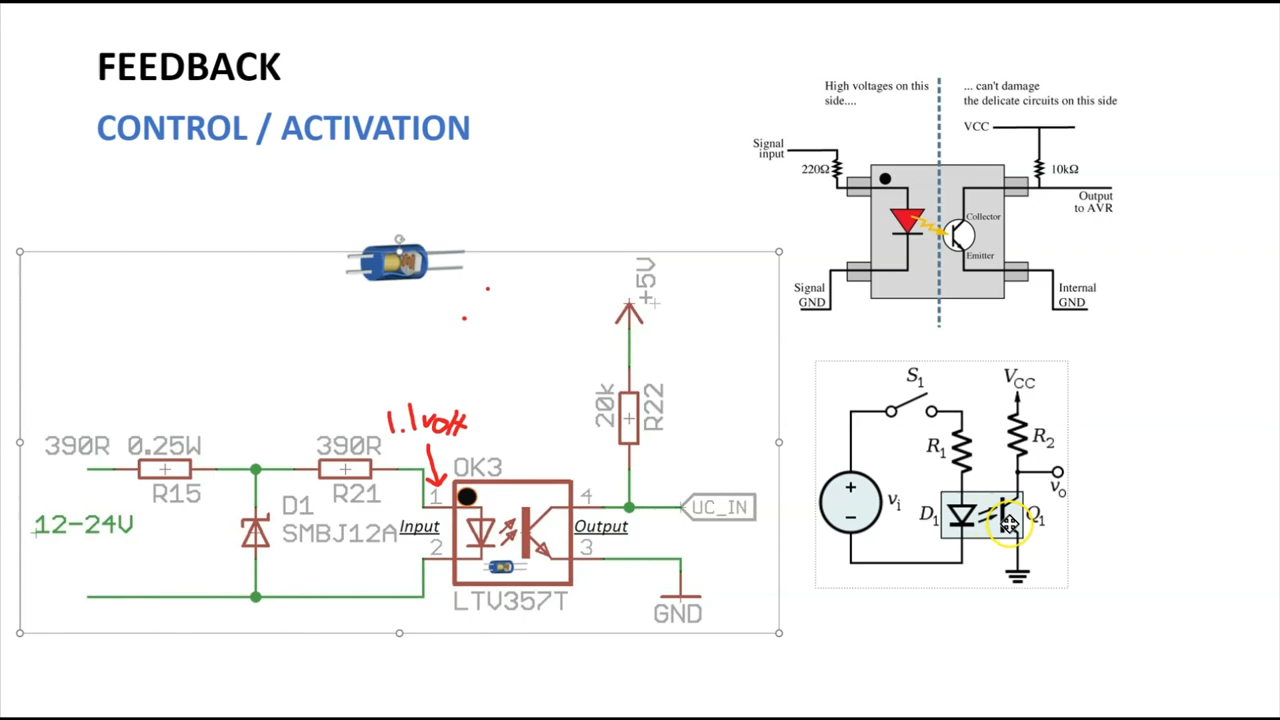 FEEDBACK
CONTROL / ACTIVATION
High voltages on this
side....
... can't damage
the delicate circuits on this side
VCC
Signal
input
220Ω
10kΩ
Output
to AVR
Collector
Emitter
Signal
GND
Internal
GND
+5V
20k
R22
1.1volt
390R 0.25W
R15
390R
R21
OK3
1
4
UC_IN
12-24V
D1
SMBJ12A
Input
Output
2
3
LTV357T
GND
S1
VCC
R1
R2
+
vi
−
vo
D1
Q1